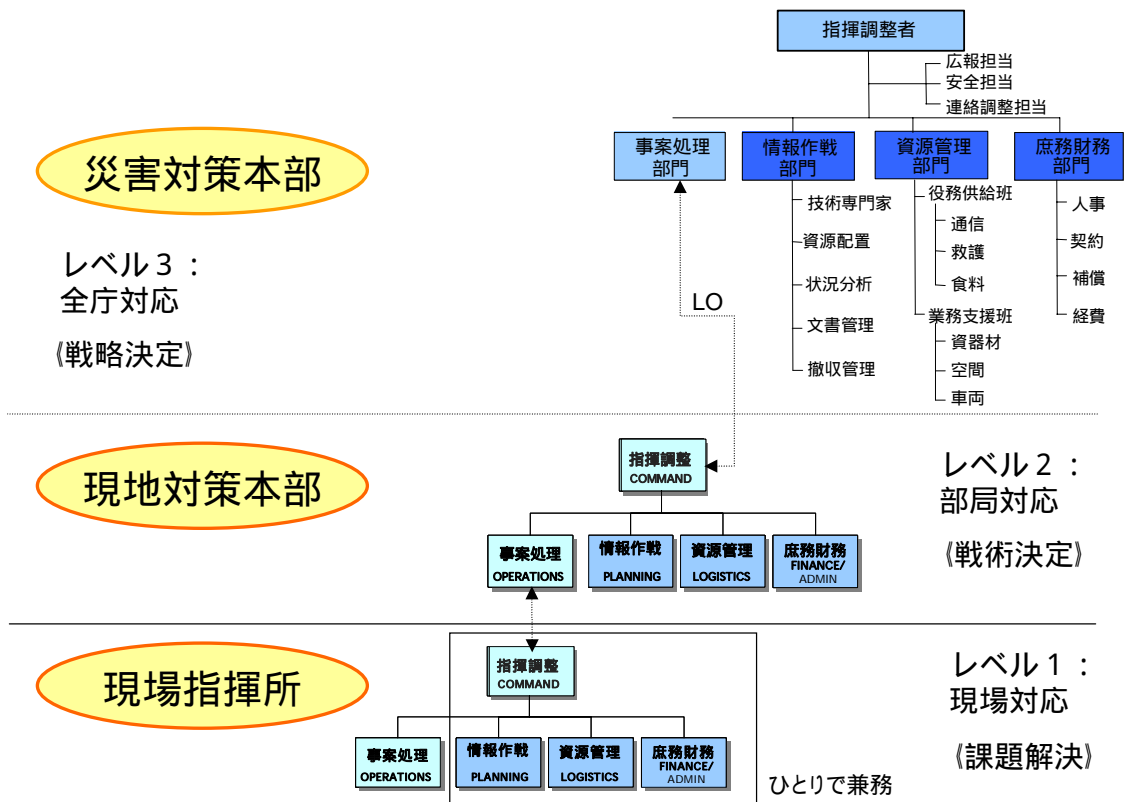 指揮調整者
広報担当
安全担当
連絡調整担当
事案処理
部門
情報作戦
部門
資源管理
部門
庶務財務
部門
災害対策本部
レベル3：
全庁対応
《戦略決定》
技術専門家
資源配置
状況分析
文書管理
撤収管理
役務供給班
通信
救護
食料
業務支援班
資器材
空間
車両
人事
契約
補償
経費
LO
現地対策本部
指揮調整
COMMAND
事案処理
OPERATIONS
情報作戦
PLANNING
資源管理
LOGISTICS
庶務財務
FINANCE/
ADMIN
レベル2：
部局対応
《戦術決定》
現場指揮所
指揮調整
COMMAND
事案処理
OPERATIONS
情報作戦
PLANNING
資源管理
LOGISTICS
庶務財務
FINANCE/
ADMIN
レベル1：
現場対応
《課題解決》
ひとりで兼務